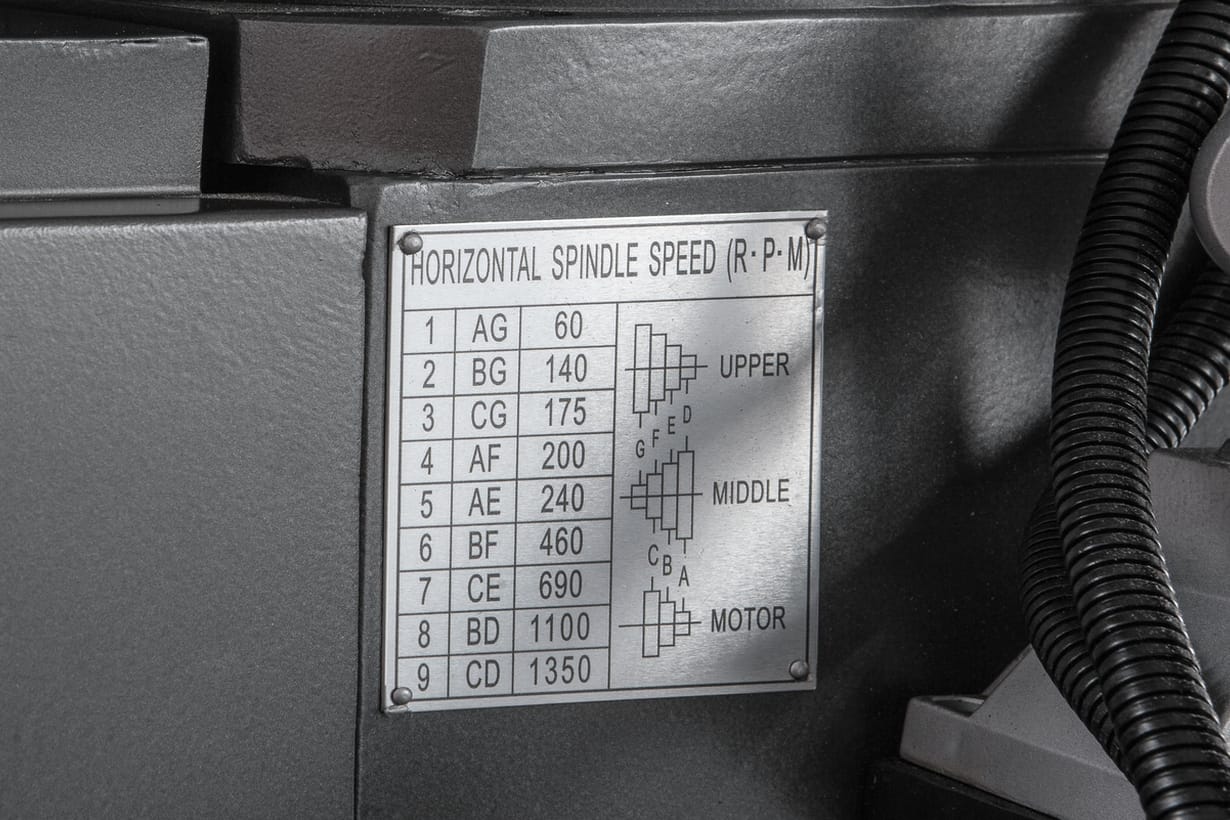 HORIZONTAL SPINDLE SPEED (R·P·M)
1 AG 60
2 BG 140
3 CG 175
4 AF 200
5 AE 240
6 BF 460
7 CE 690
8 BD 1100
9 CD 1350
UPPER
G F E D
MIDDLE
C B A
MOTOR